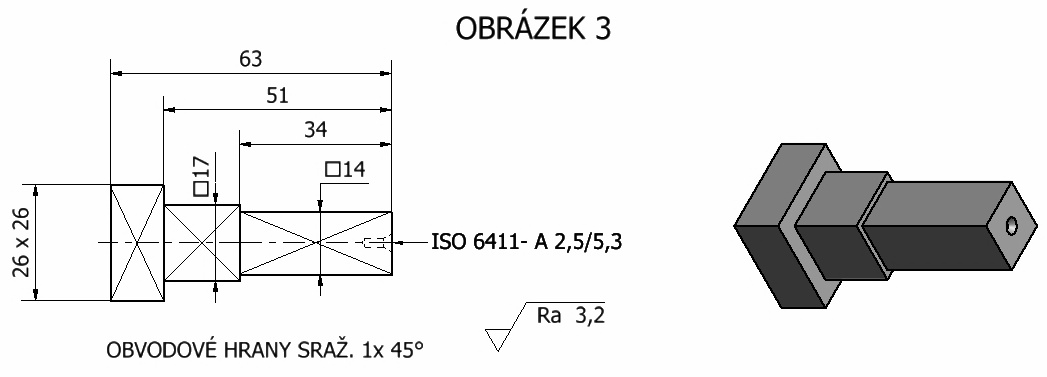 OBRÁZEK 3
63
51
34
□17
□14
26 x 26
ISO 6411- A 2,5/5,3
Ra 3,2
OBVODOVÉ HRANY SRAŽ. 1x 45°